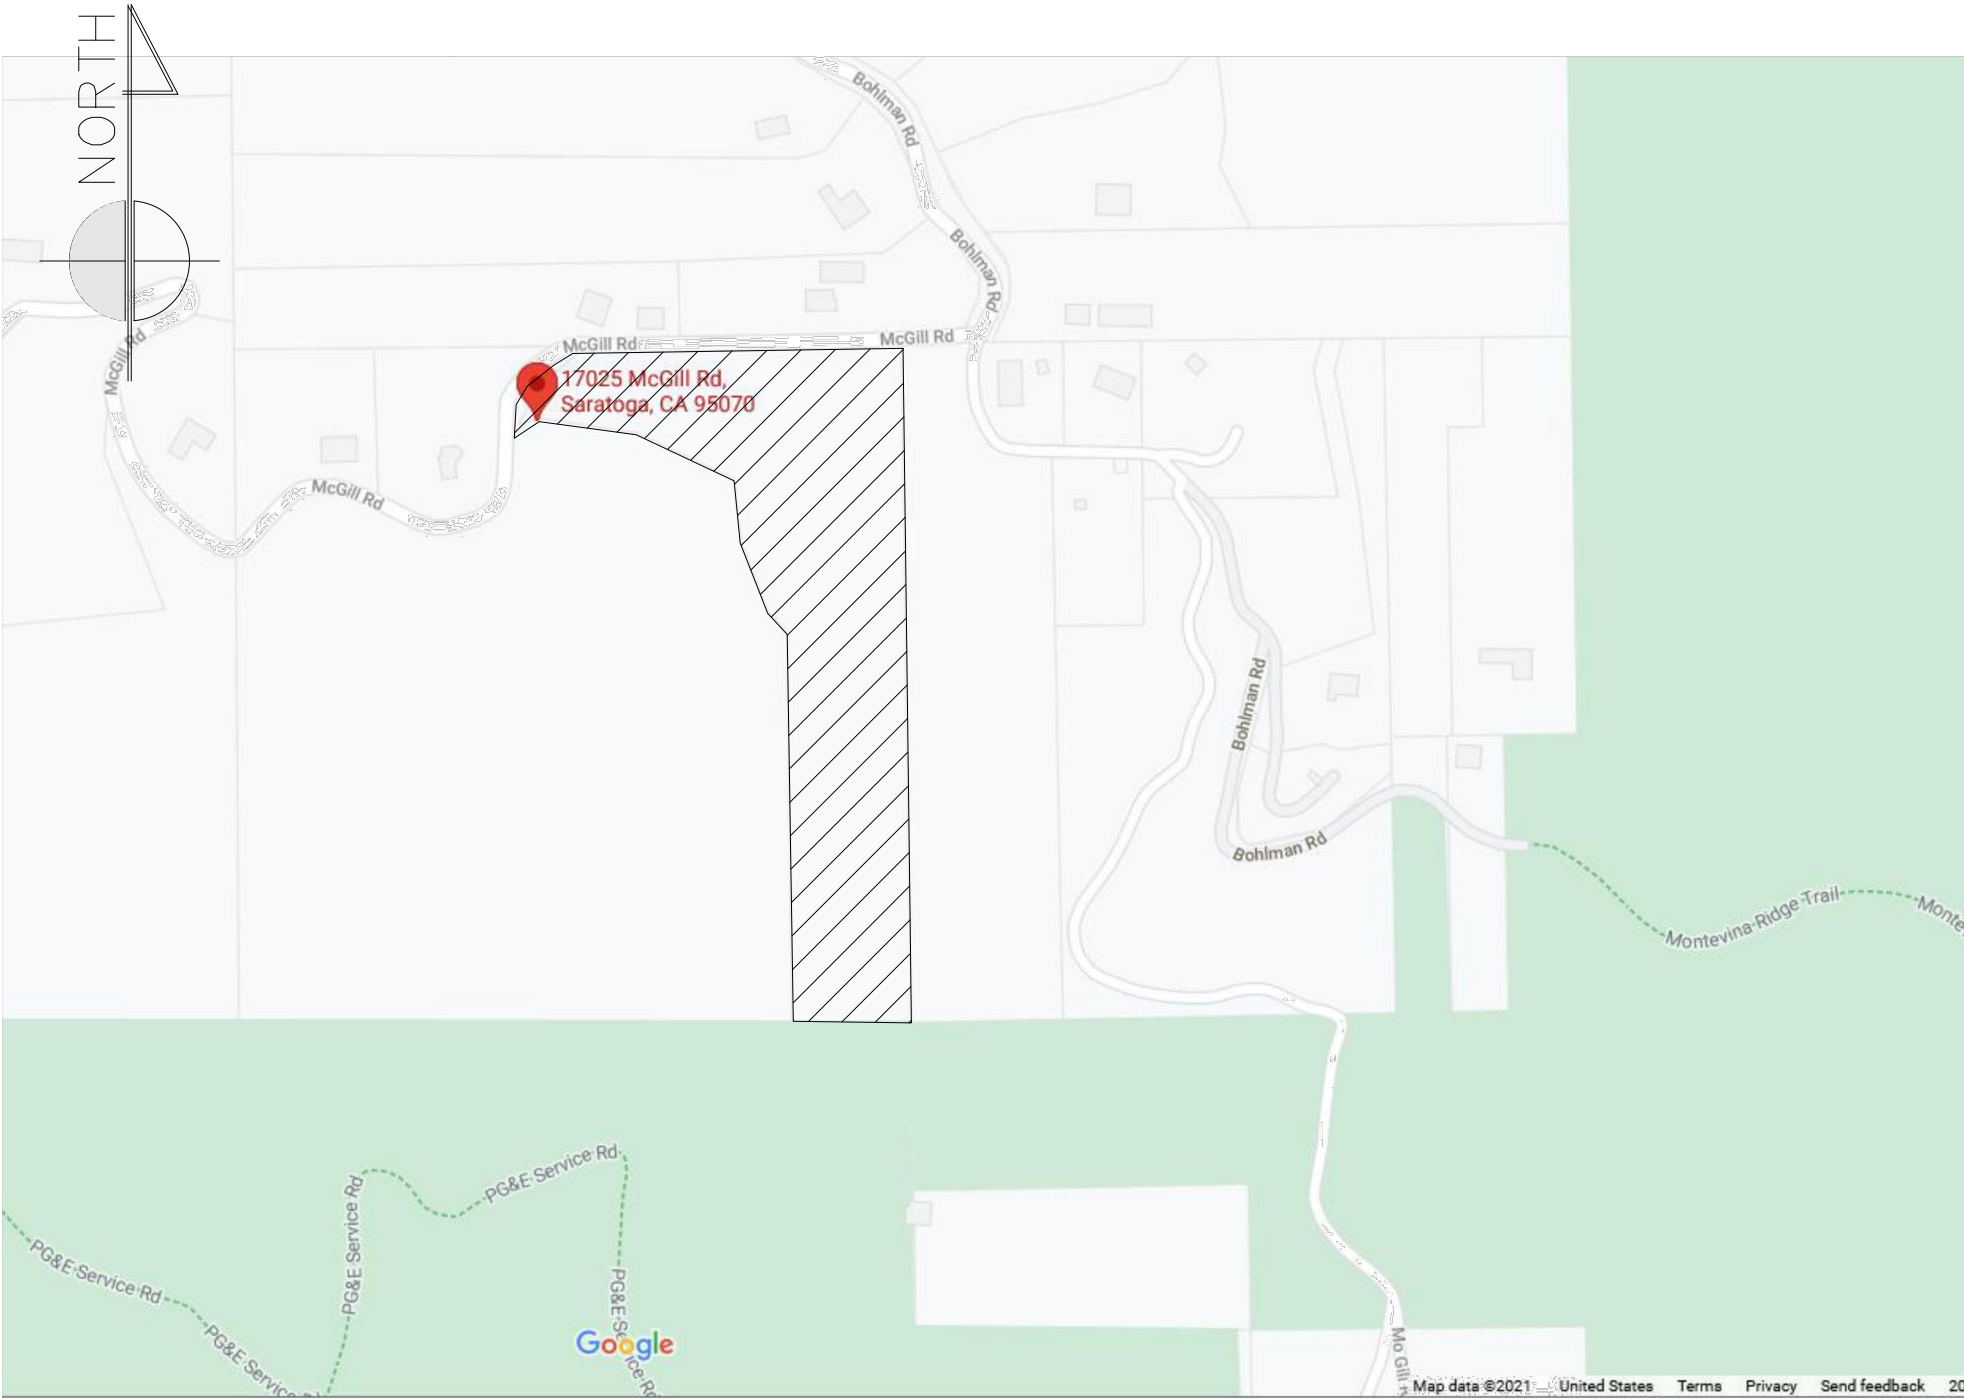 NORTH
Bohlman Rd
Bohlman Rd
McGill Rd
McGill Rd
McGill Rd
17025 McGill Rd,
Saratoga, CA 95070
McGill Rd
Bohlman Rd
Bohlman Rd
Montevina Ridge Trail
PG&E Service Rd
PG&E Service Rd
PG&E Service Rd
PG&E Service
Google
Map data ©2021 United States Terms Privacy Send feedback